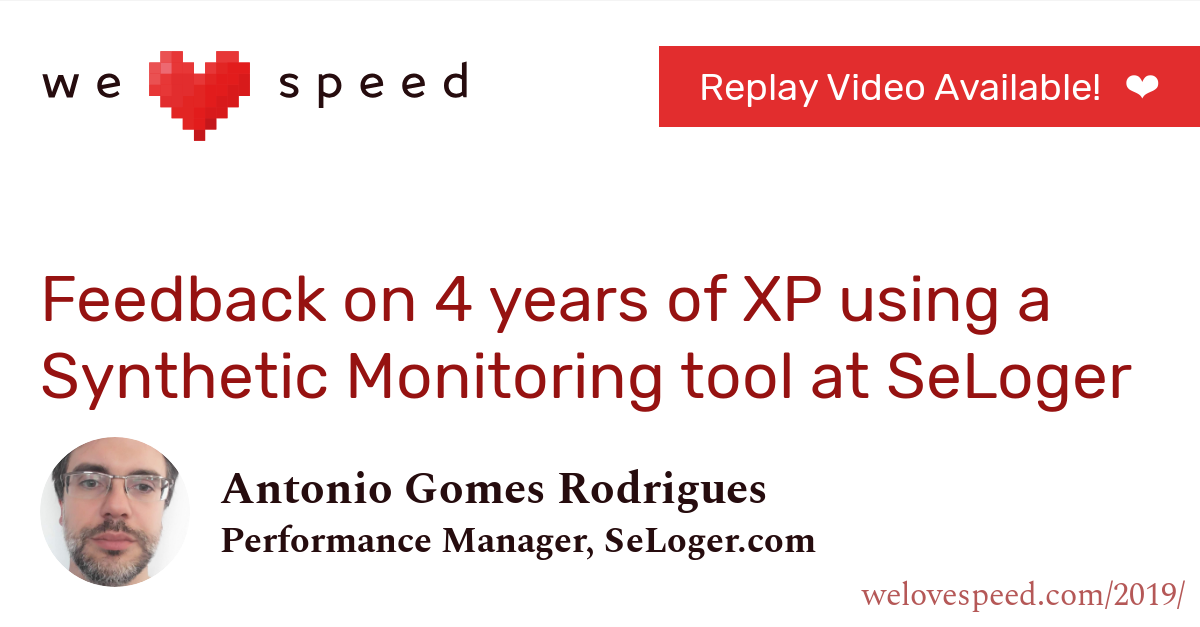 we speed
Replay Video Available! ❤
Feedback on 4 years of XP using a
Synthetic Monitoring tool at SeLoger
Antonio Gomes Rodrigues
Performance Manager, SeLoger.com
welovespeed.com/2019/